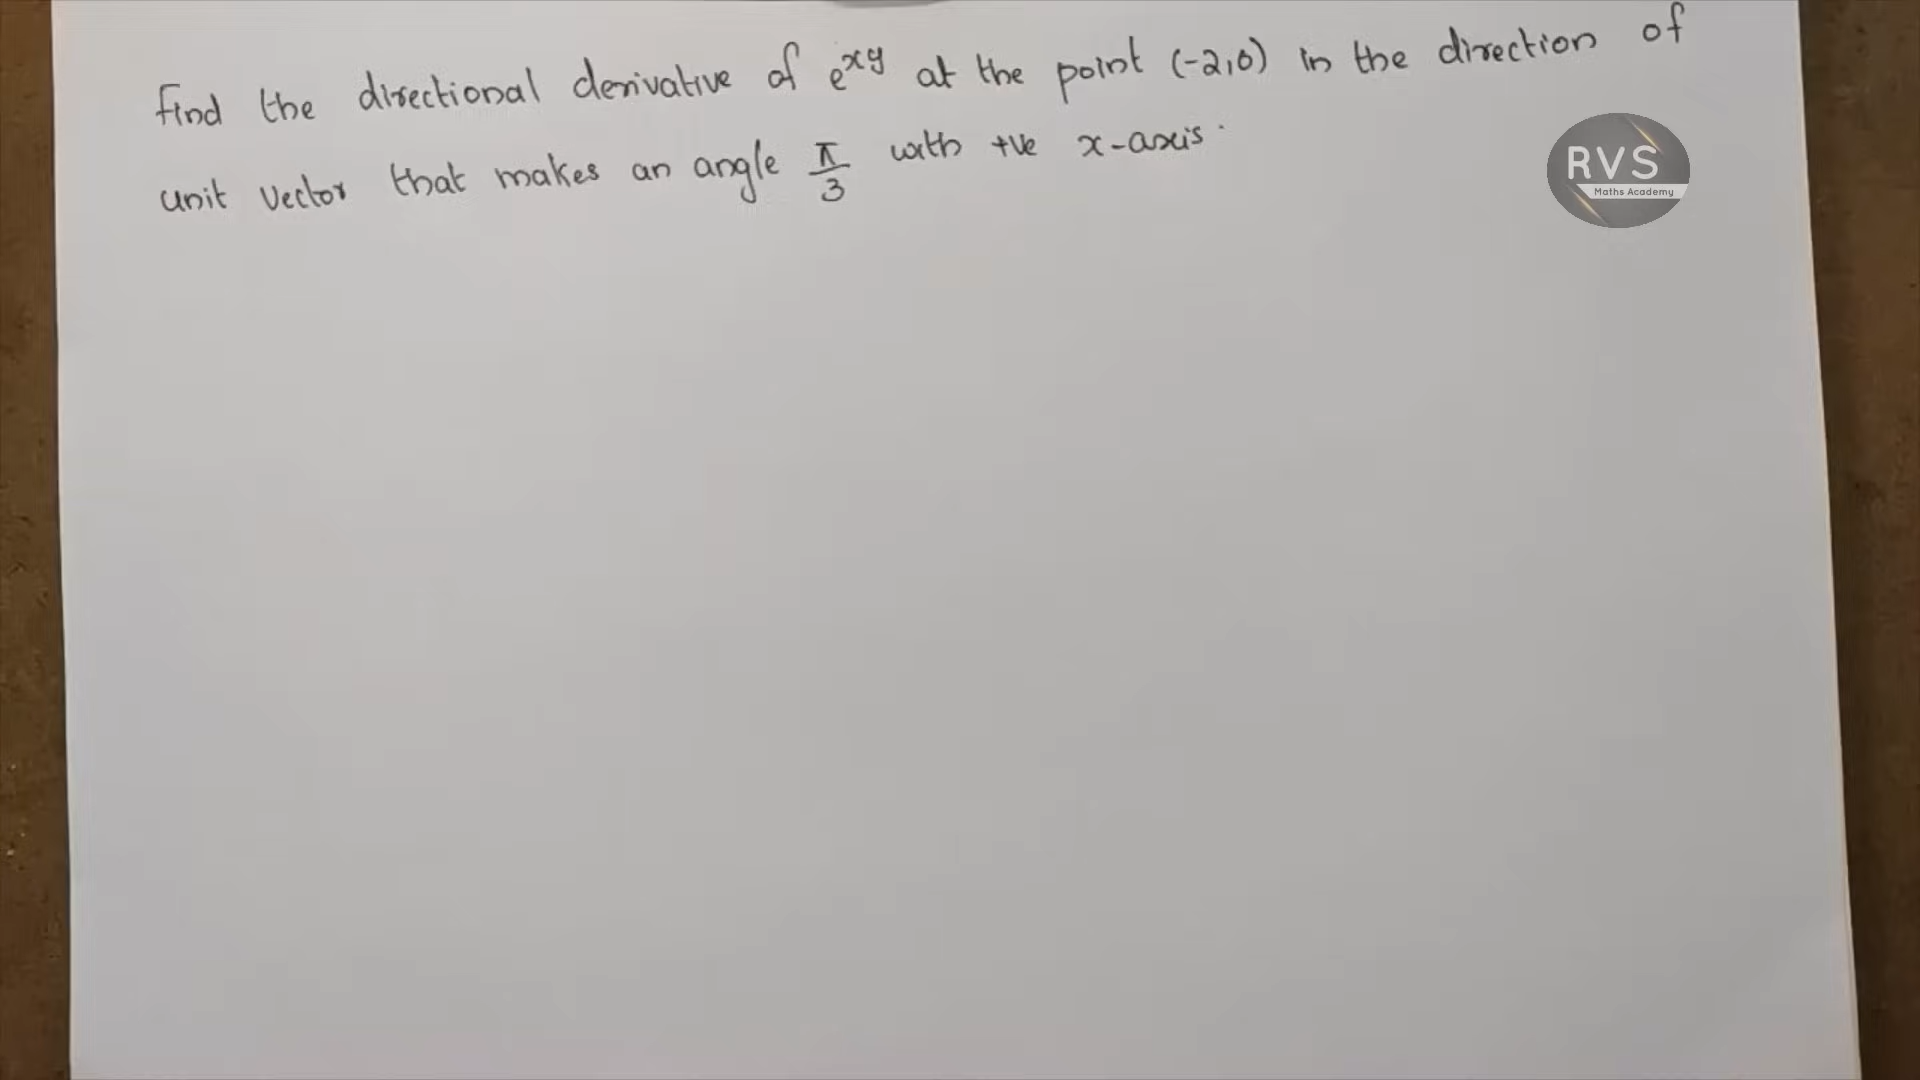 Find the directional derivative of e^xy at the point (-2,0) in the direction of
unit vector that makes an angle π/3 with +ve x-axis.
RVS
Maths Academy